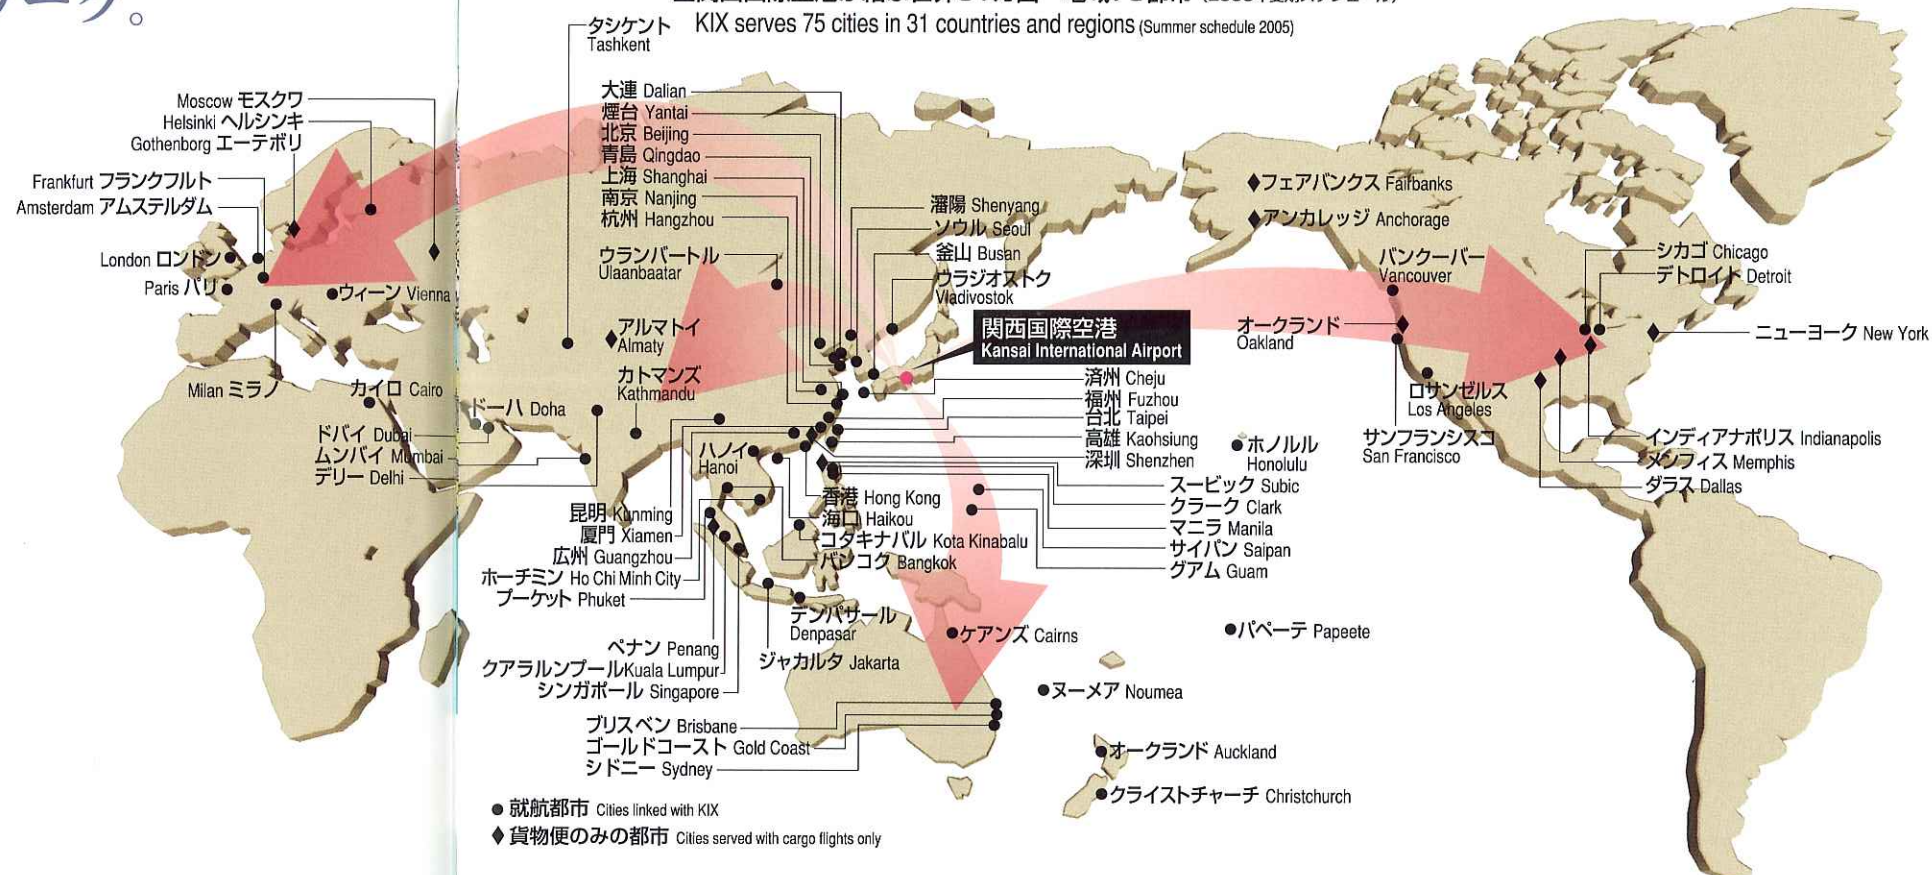 ワーク。
KIX serves 75 cities in 31 countries and regions (Summer schedule 2005)
タシケント
Tashkent
Moscow モスクワ
Helsinki ヘルシンキ
Gothenborg エーテボリ
Frankfurt フランクフルト
Amsterdam アムステルダム
London ロンドン
Paris パリ
ウィーン Vienna
Milan ミラノ
カイロ Cairo
ドーハ Doha
ドバイ Dubai
ムンバイ Mumbai
デリー Delhi
大連 Dalian
煙台 Yantai
北京 Beijing
青島 Qingdao
上海 Shanghai
南京 Nanjing
杭州 Hangzhou
ウランバートル
Ulaanbaatar
アルマトイ
Almaty
カトマンズ
Kathmandu
瀋陽 Shenyang
ソウル Seoul
釜山 Busan
ウラジオストク
Vladivostok
関西国際空港
Kansai International Airport
済州 Cheju
福州 Fuzhou
台北 Taipei
高雄 Kaohsiung
深圳 Shenzhen
スービック Subic
クラーク Clark
マニラ Manila
サイパン Saipan
グアム Guam
ハノイ
Hanoi
香港 Hong Kong
海口 Haikou
コタキナバル Kota Kinabalu
バンコク Bangkok
昆明 Kunming
厦門 Xiamen
広州 Guangzhou
ホーチミン Ho Chi Minh City
プーケット Phuket
ペナン Penang
クアラルンプール Kuala Lumpur
シンガポール Singapore
デンパサール
Denpasar
ジャカルタ Jakarta
ケアンズ Cairns
ブリスベン Brisbane
ゴールドコースト Gold Coast
シドニー Sydney
ヌーメア Noumea
オークランド Auckland
クライストチャーチ Christchurch
パペーテ Papeete
ホノルル
Honolulu
フェアバンクス Fairbanks
アンカレッジ Anchorage
バンクーバー
Vancouver
オークランド
Oakland
ロサンゼルス
Los Angeles
サンフランシスコ
San Francisco
シカゴ Chicago
デトロイト Detroit
ニューヨーク New York
インディアナポリス Indianapolis
メンフィス Memphis
ダラス Dallas
● 就航都市 Cities linked with KIX
◆ 貨物便のみの都市 Cities served with cargo flights only